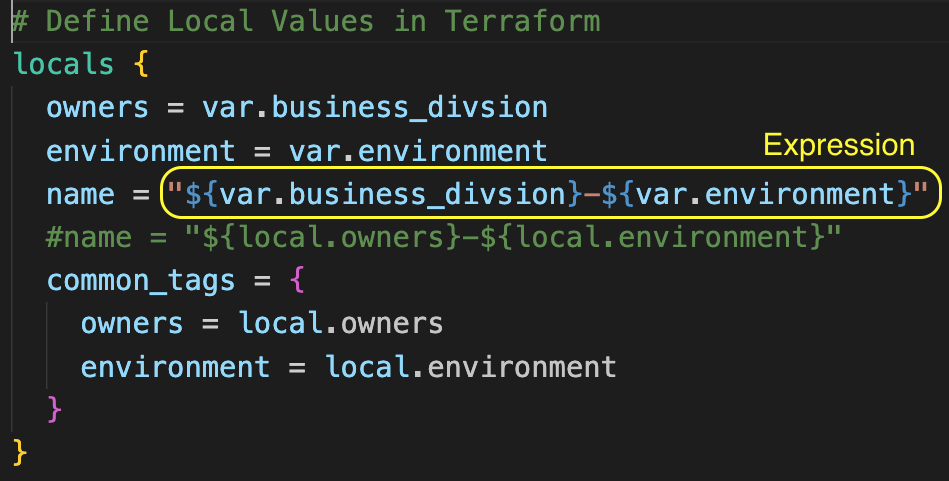 # Define Local Values in Terraform
locals {
owners = var.business_divsion
environment = var.environment
Expression
name = "${var.business_divsion}-${var.environment}"
#name = "${local.owners}-${local.environment}"
common_tags = {
owners = local.owners
environment = local.environment
}
}